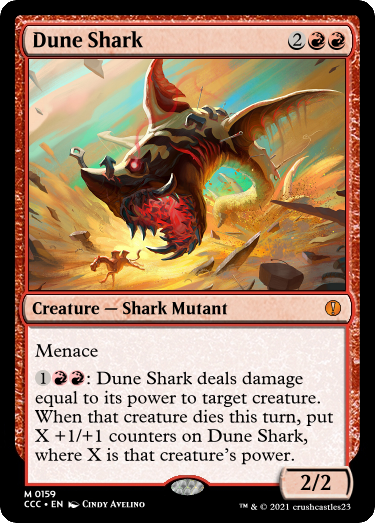 Dune Shark 2
Creature — Shark Mutant
Menace
1: Dune Shark deals damage
equal to its power to target creature.
When that creature dies this turn, put
X +1/+1 counters on Dune Shark,
where X is that creature's power.
2/2
M 0159
CCC • EN CINDY AVELINO
™ & © 2021 crushcastles23